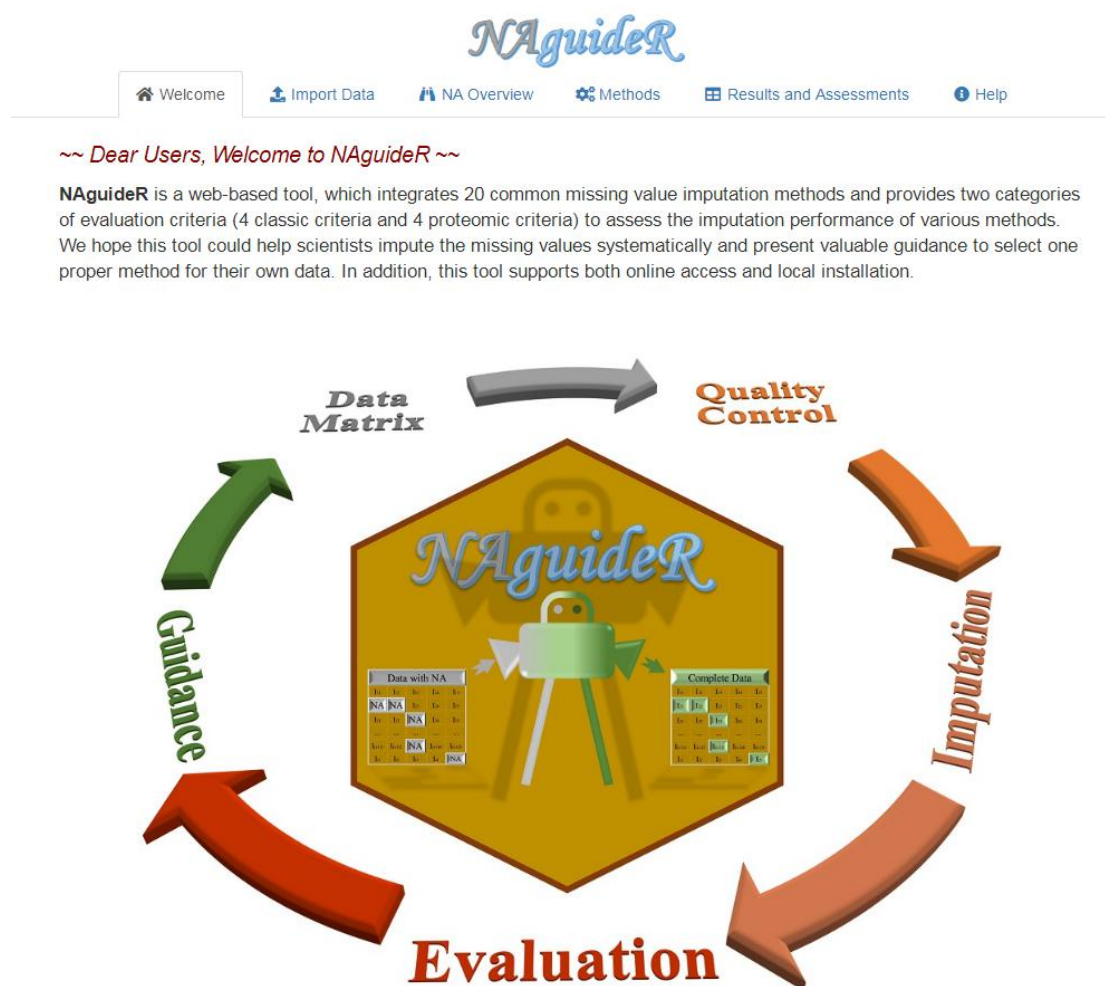 NAguideR
Welcome
Import Data
NA Overview
Methods
Results and Assessments
Help
~~ Dear Users, Welcome to NAguideR ~~
NAguideR is a web-based tool, which integrates 20 common missing value imputation methods and provides two categories
of evaluation criteria (4 classic criteria and 4 proteomic criteria) to assess the imputation performance of various methods.
We hope this tool could help scientists impute the missing values systematically and present valuable guidance to select one
proper method for their own data. In addition, this tool supports both online access and local installation.
Data
Matrix
Quality
Control
NAguideR
Guidance
Imputation
Data with NA
NA NA
NA
...
NA
NA
Complete Data
Evaluation